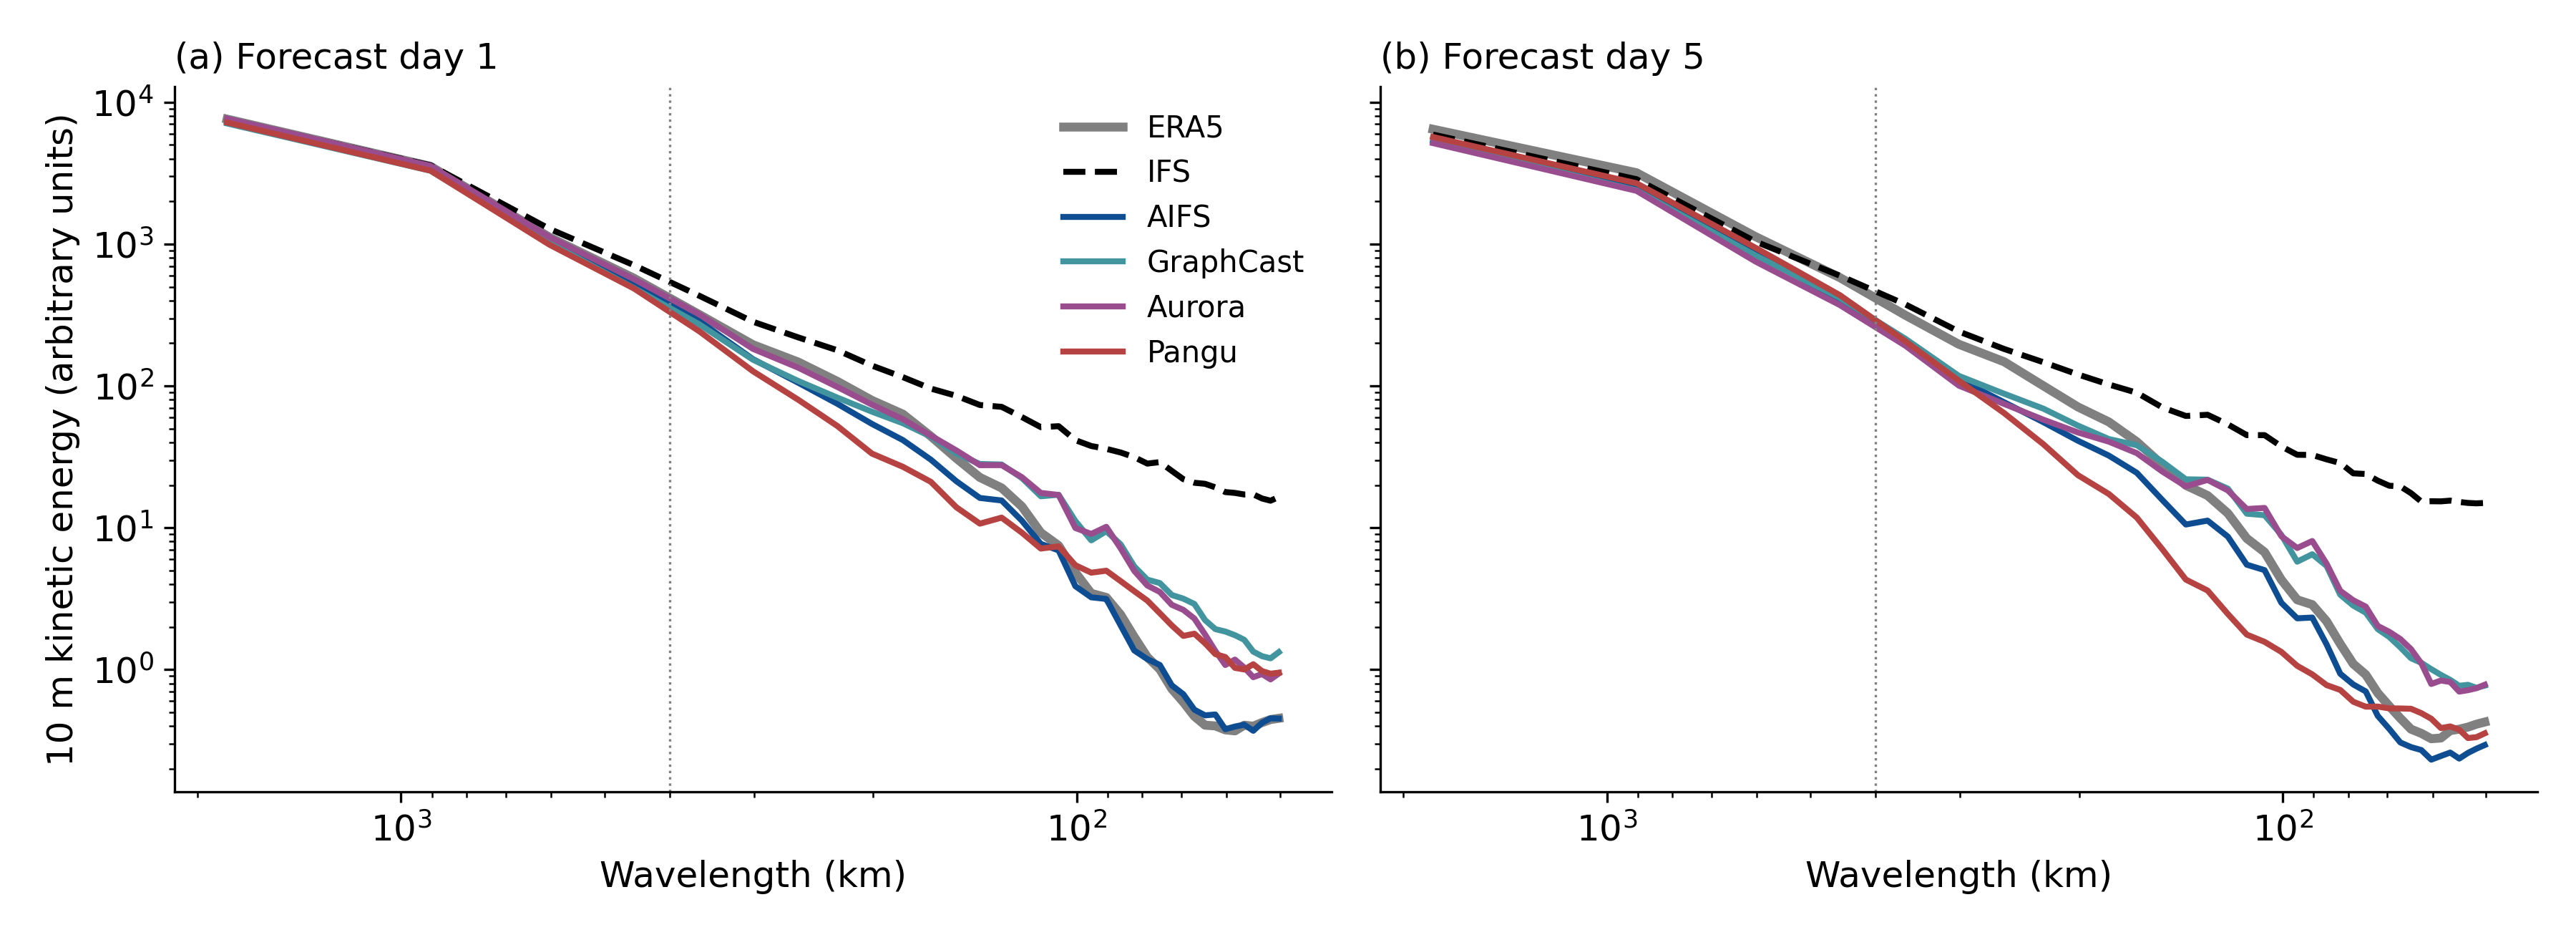 (a) Forecast day 1
(b) Forecast day 5
10 m kinetic energy (arbitrary units)
10⁴
10³
10²
10¹
10⁰
ERA5
IFS
AIFS
GraphCast
Aurora
Pangu
10³
10²
10³
10²
Wavelength (km)
Wavelength (km)